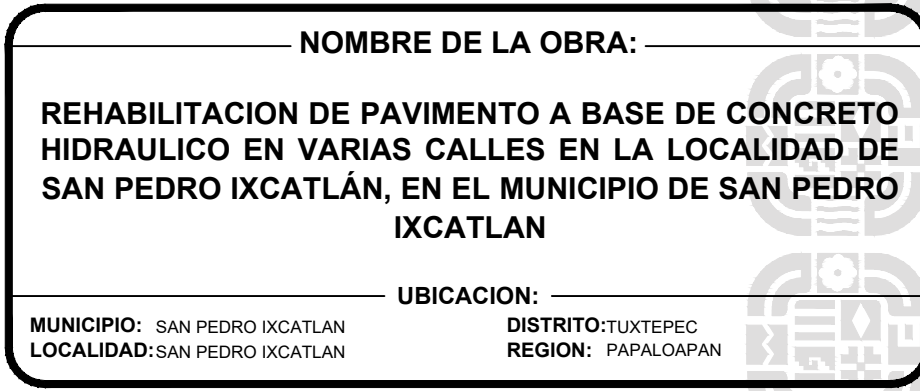 NOMBRE DE LA OBRA:
REHABILITACION DE PAVIMENTO A BASE DE CONCRETO
HIDRAULICO EN VARIAS CALLES EN LA LOCALIDAD DE
SAN PEDRO IXCATLÁN, EN EL MUNICIPIO DE SAN PEDRO
IXCATLAN
UBICACION:
MUNICIPIO: SAN PEDRO IXCATLAN DISTRITO:TUXTEPEC
LOCALIDAD:SAN PEDRO IXCATLAN REGION: PAPALOAPAN